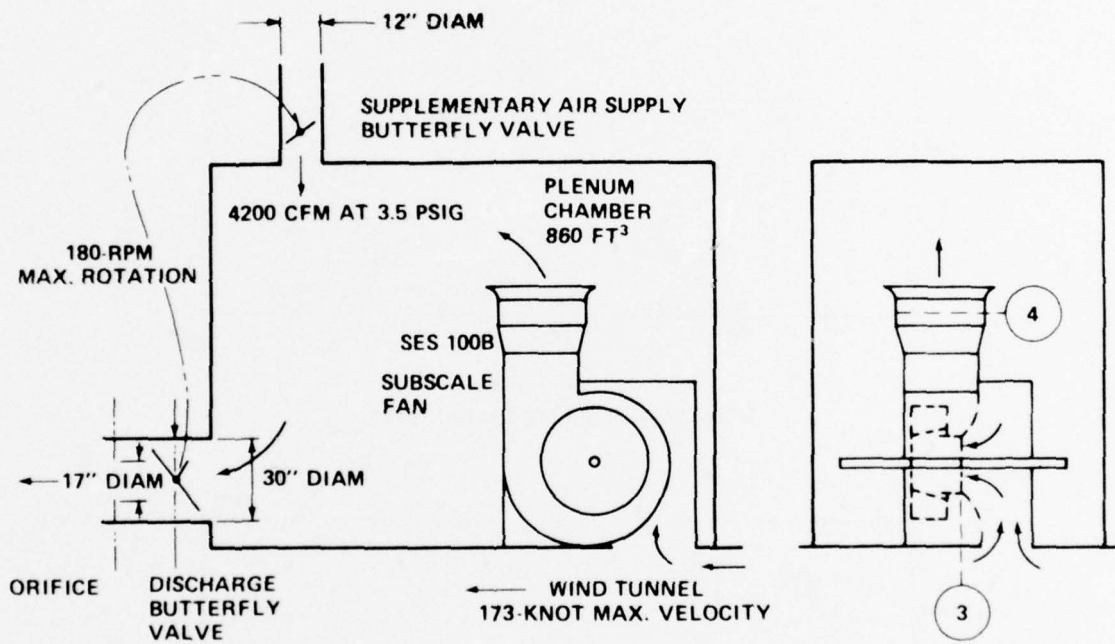 12" DIAM
SUPPLEMENTARY AIR SUPPLY
BUTTERFLY VALVE
4200 CFM AT 3.5 PSIG
PLENUM
CHAMBER
860 FT³
180-RPM
MAX. ROTATION
SES 100B
SUBSCALE
FAN
4
17" DIAM
30" DIAM
ORIFICE
DISCHARGE
BUTTERFLY
VALVE
WIND TUNNEL
173-KNOT MAX. VELOCITY
3